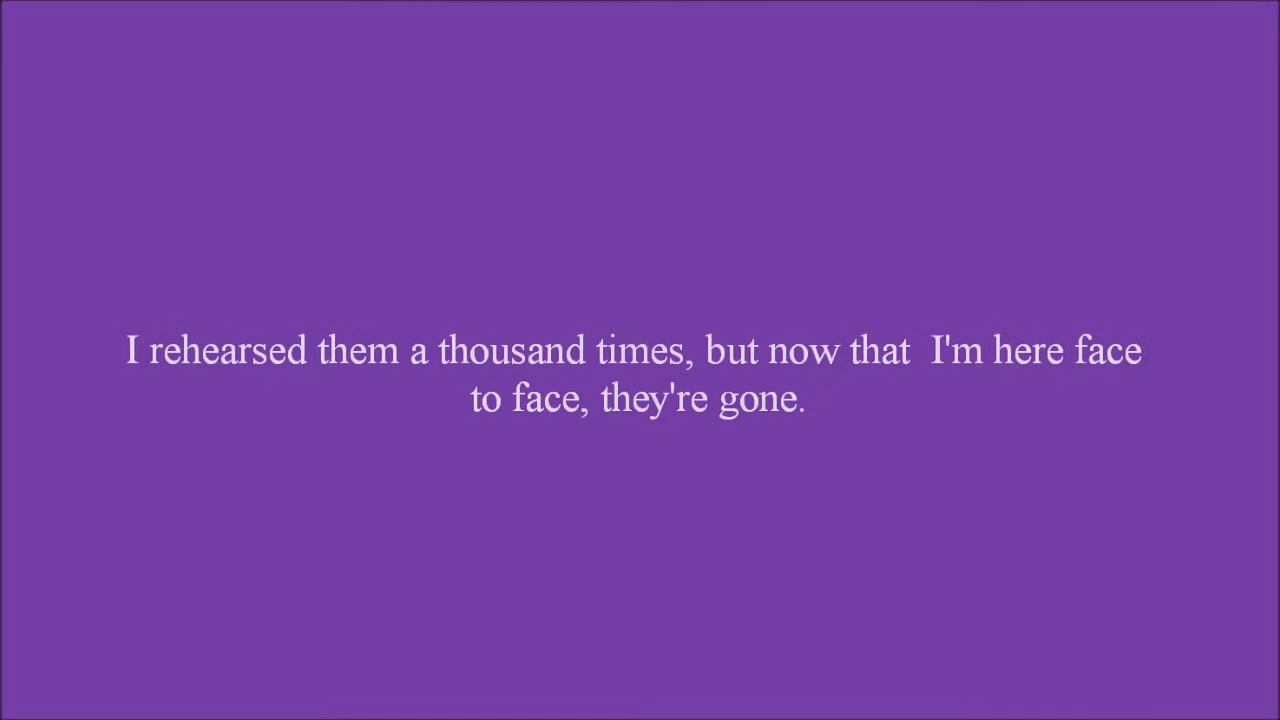 I rehearsed them a thousand times, but now that  I'm here face
to face, they're gone.